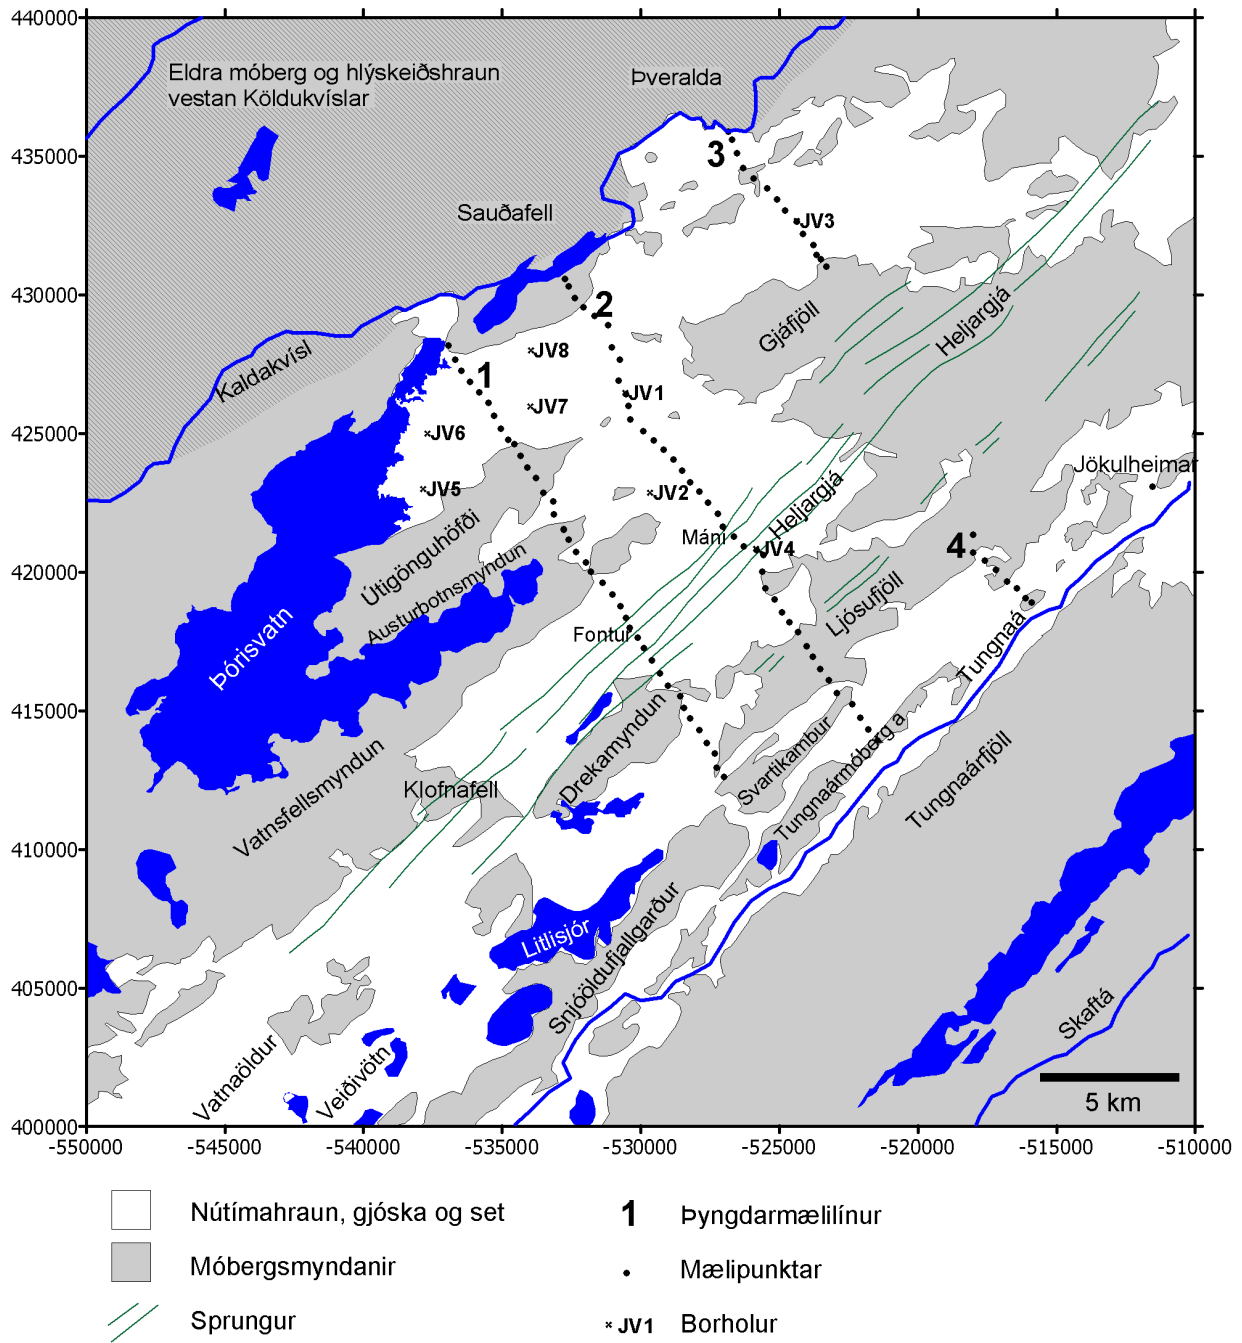 440000
435000
430000
425000
420000
415000
410000
405000
400000
-550000
-545000
-540000
-535000
-530000
-525000
-520000
-515000
-510000
Eldra móberg og hlýskeiðshraun
vestan Köldukvíslar
Þveralda
3
Sauðafell
JV3
2
Gjáfjöll
Heljargjá
Kaldakvísl
1
JV8
JV1
JV7
JV6
JV5
JV2
Jökulheimar
Heljargjá
Máni
JV4
4
Útigönguhöfði
Austurbotnsmyndun
Ljósufjöll
Þórisvatn
Fontur
Tungnaá
Drekamyndun
Svartikambur
Tungnaármóberg a
Tungnaárfjöll
Klofnafell
Vatnsfellsmyndun
Litlisjór
Snjóöldufjallgarður
Skaftá
Vatnaöldur
Veiðivötn
5 km
Nútímahraun, gjóska og set
Móbergsmyndanir
Sprungur
1 Þyngdarmælilínur
Mælipunktar
JV1 Borholur